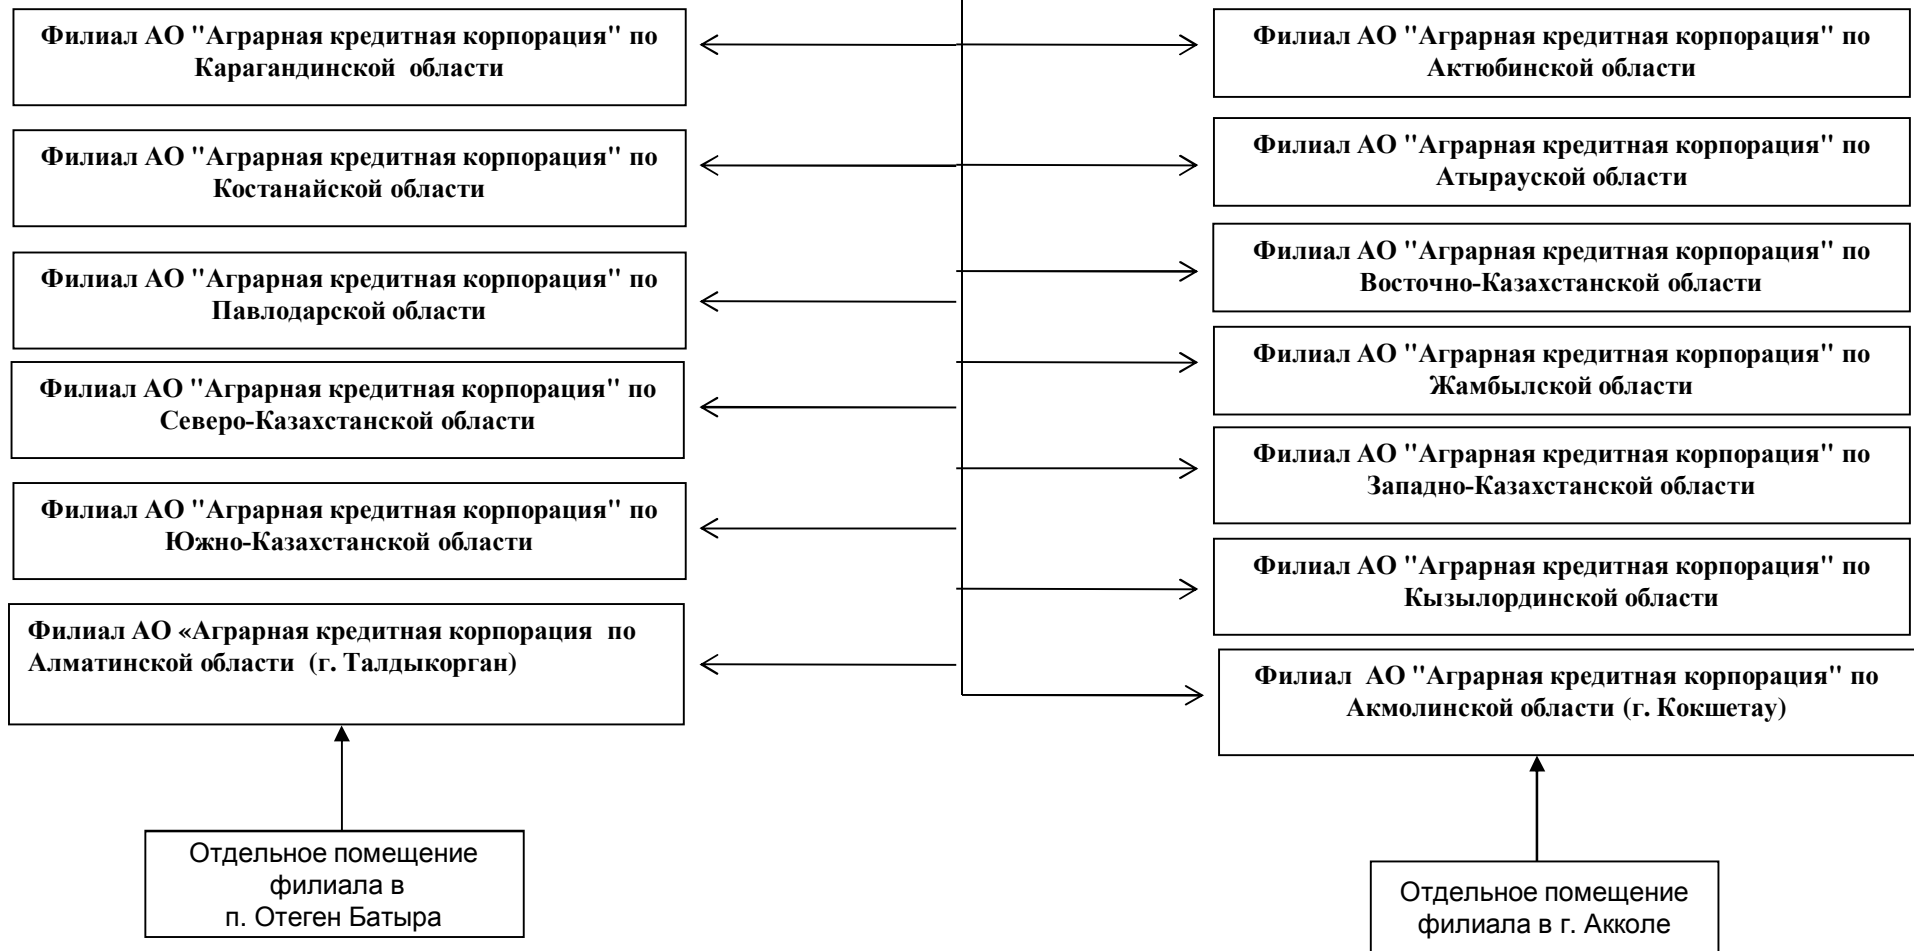 Филиал АО "Аграрная кредитная корпорация" по
Карагандинской  области
Филиал АО "Аграрная кредитная корпорация" по
Костанайской области
Филиал АО "Аграрная кредитная корпорация" по
Павлодарской области
Филиал АО "Аграрная кредитная корпорация" по
Северо-Казахстанской области
Филиал АО "Аграрная кредитная корпорация" по
Южно-Казахстанской области
Филиал АО «Аграрная кредитная корпорация  по
Алматинской области  (г. Талдыкорган)
Отдельное помещение
филиала в
п. Отеген Батыра
Филиал АО "Аграрная кредитная корпорация" по
Актюбинской области
Филиал АО "Аграрная кредитная корпорация" по
Атырауской области
Филиал АО "Аграрная кредитная корпорация" по
Восточно-Казахстанской области
Филиал АО "Аграрная кредитная корпорация" по
Жамбылской области
Филиал АО "Аграрная кредитная корпорация" по
Западно-Казахстанской области
Филиал АО "Аграрная кредитная корпорация" по
Кызылординской области
Филиал  АО "Аграрная кредитная корпорация" по
Акмолинской области (г. Кокшетау)
Отдельное помещение
филиала в г. Акколе